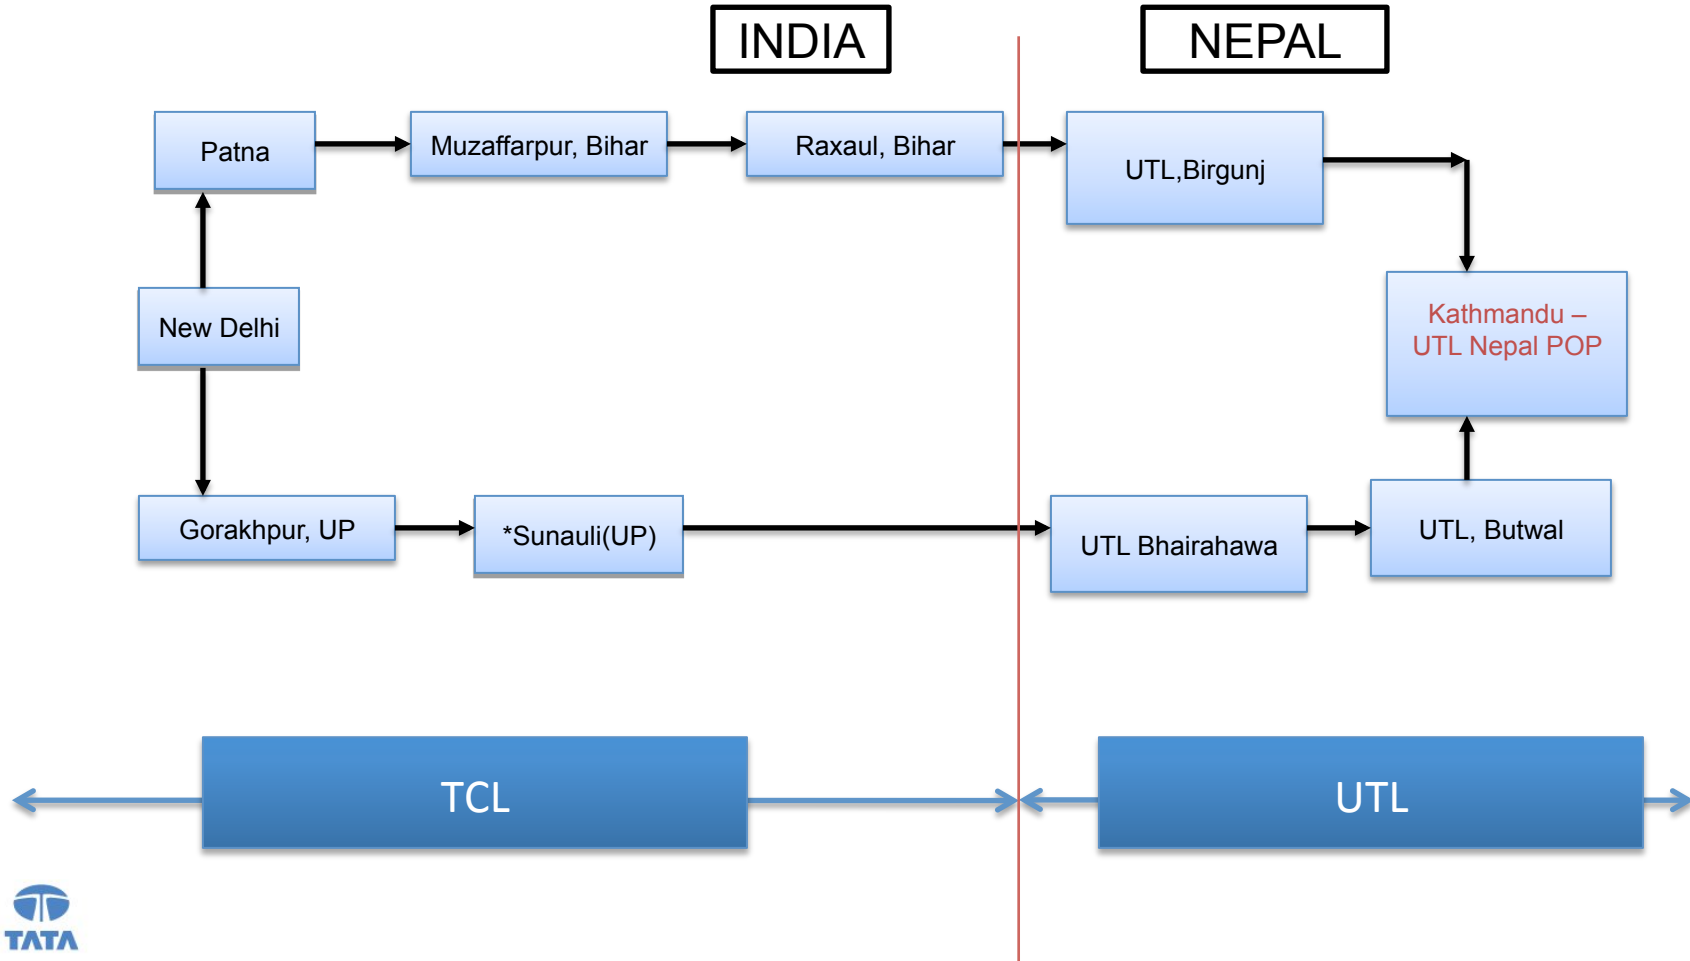 INDIA
NEPAL
Patna
Muzaffarpur, Bihar
Raxaul, Bihar
UTL,Birgunj
New Delhi
Kathmandu –
UTL Nepal POP
Gorakhpur, UP
*Sunauli(UP)
UTL Bhairahawa
UTL, Butwal
TCL
UTL
TATA